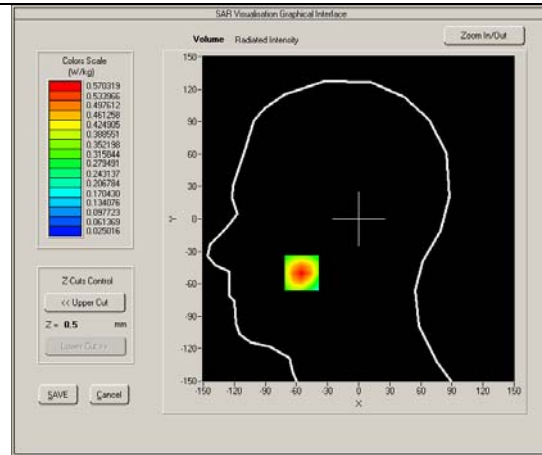 SAR Visualisation Graphical Interface
Volume Radiated Intensity
Zoom In/Out
Colors Scale
(W/kg)
0.570319
0.533966
0.497612
0.461258
0.424905
0.388551
0.352198
0.315844
0.279491
0.243137
0.206784
0.170430
0.134076
0.097723
0.061369
0.025016
150
120
90
60
30
0
-30
-60
-90
-120
-150
Y
-150 -120 -90 -60 -30 0 30 60 90 120 150
X
Z Cuts Control
<< Upper Cut
Z = 0.5 mm
Lower Cut >>
SAVE Cancel